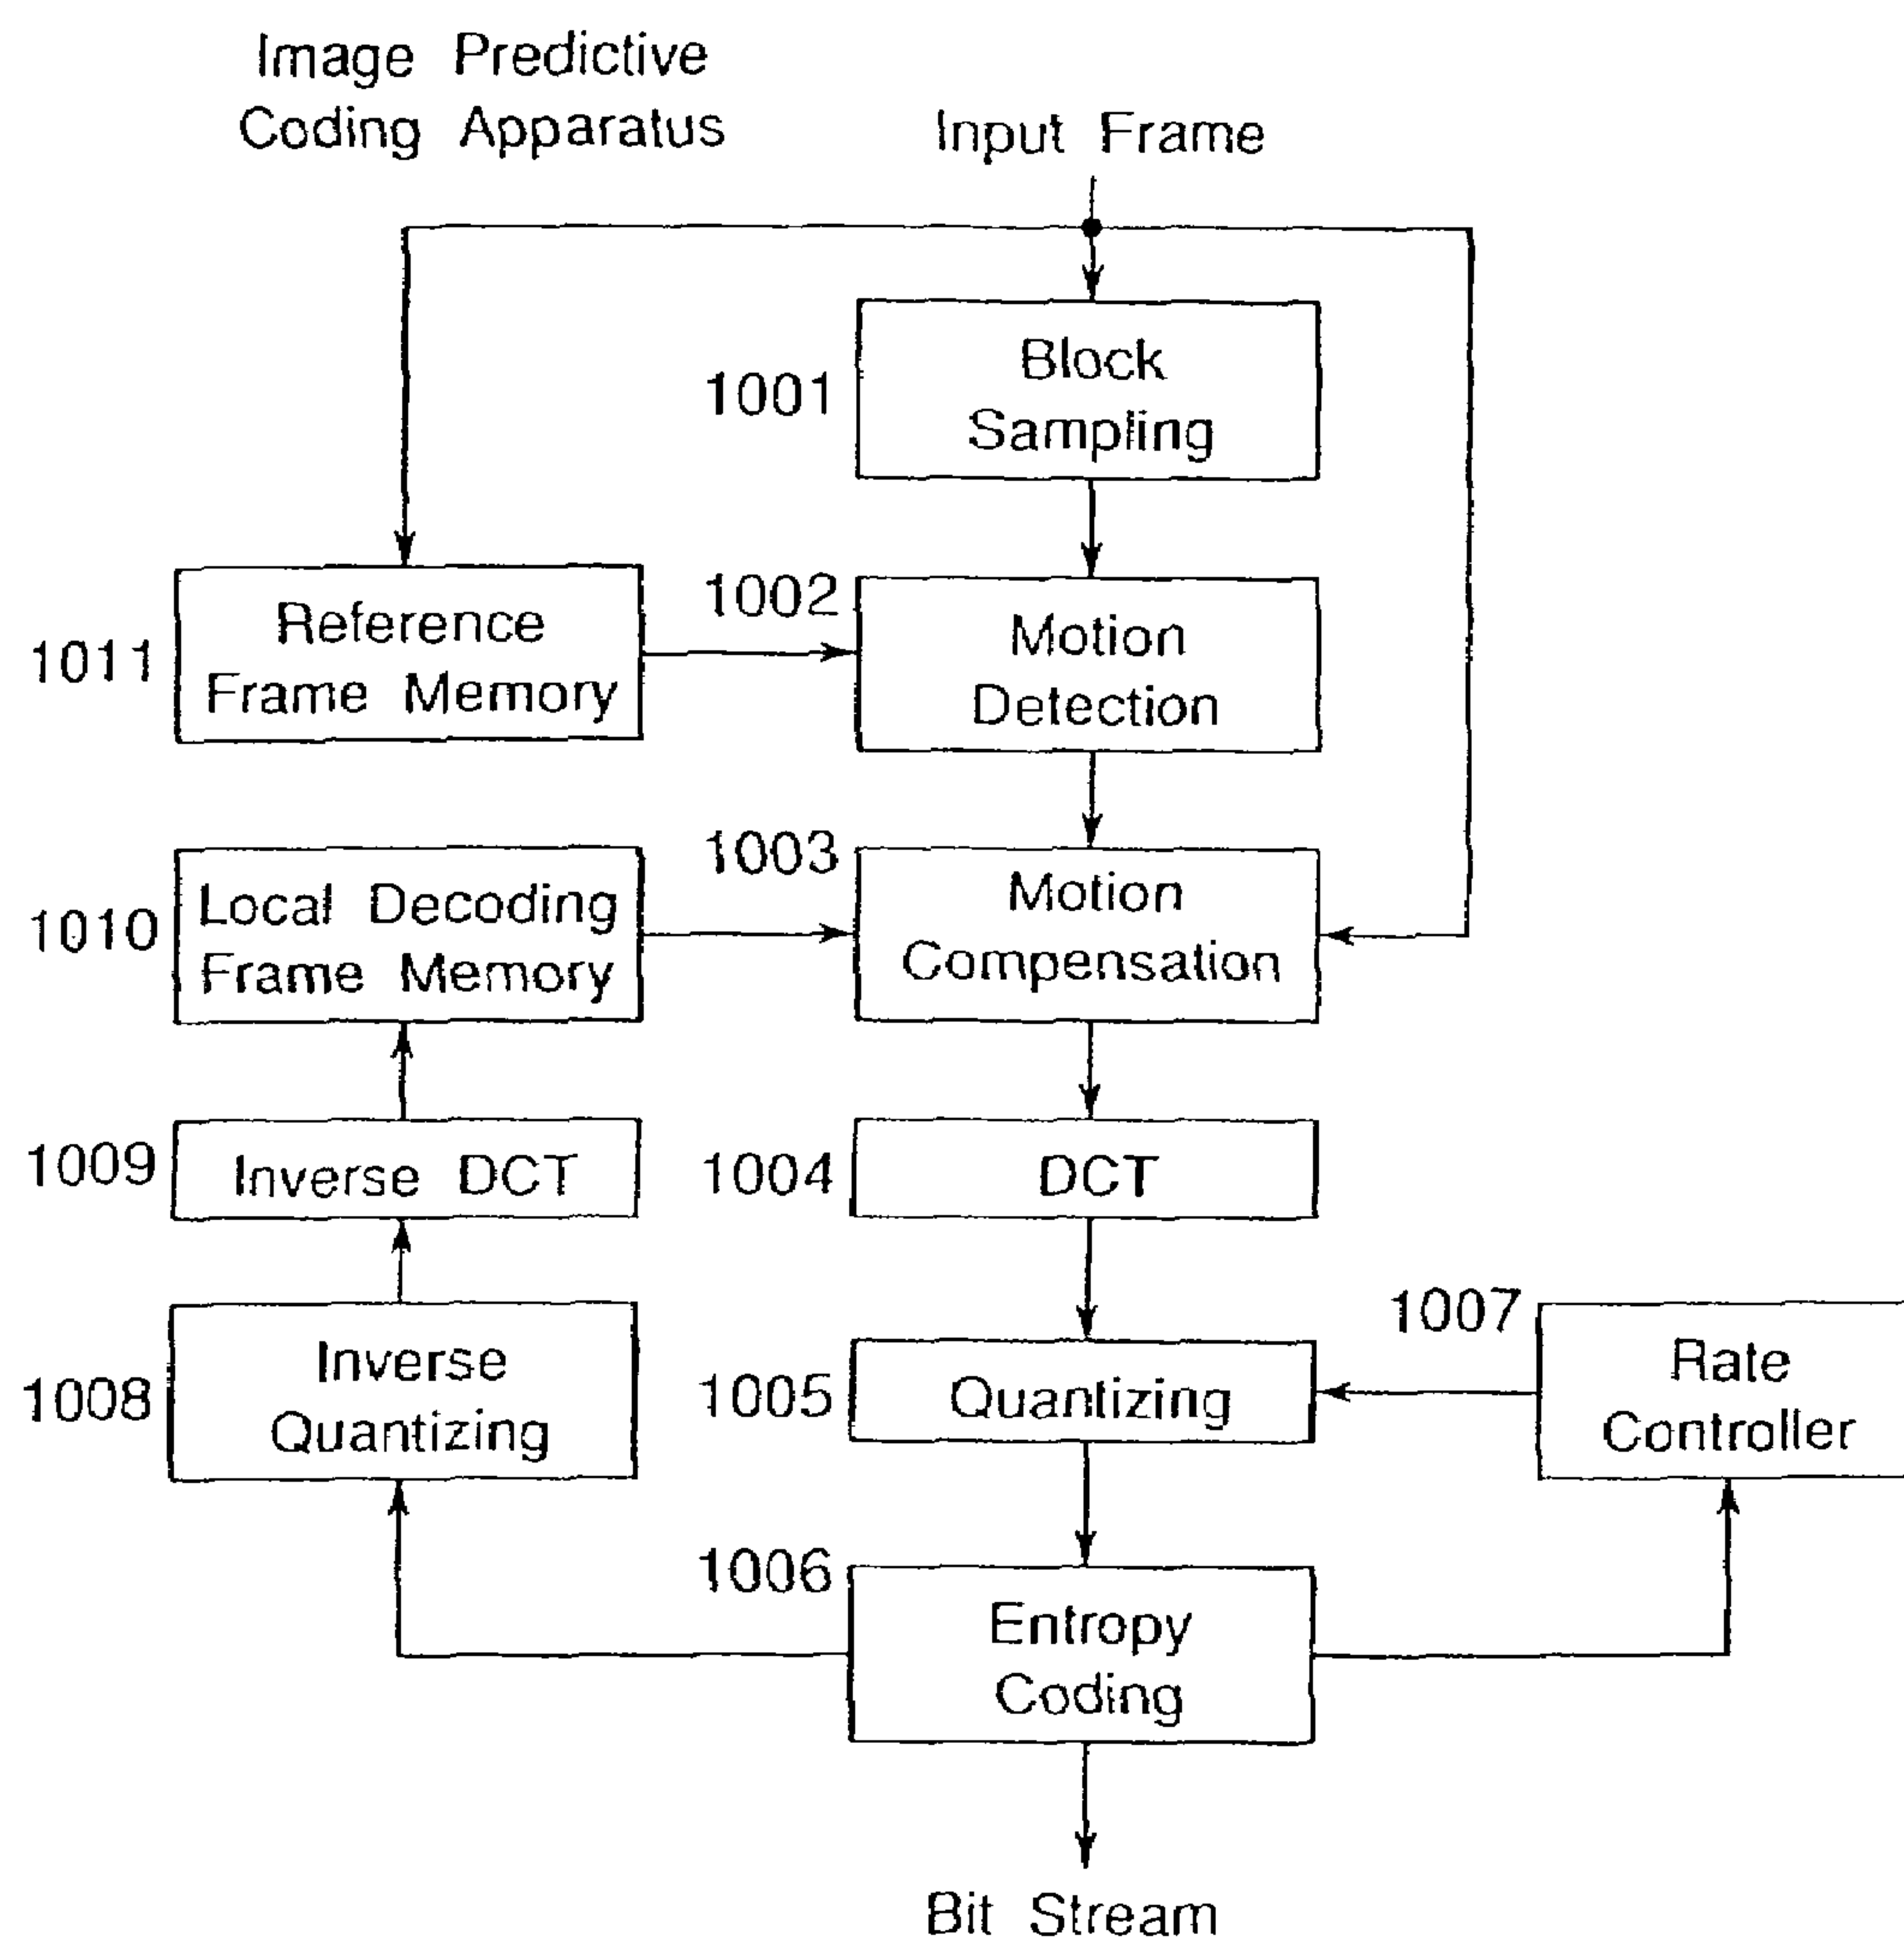 Image Predictive
Coding Apparatus
Input Frame
1001
Block
Sampling
1011
Reference
Frame Memory
1002
Motion
Detection
1010
Local Decoding
Frame Memory
1003
Motion
Compensation
1009
Inverse DCT
1004
DCT
1008
Inverse
Quantizing
1005
Quantizing
1007
Rate
Controller
1006
Entropy
Coding
Bit Stream